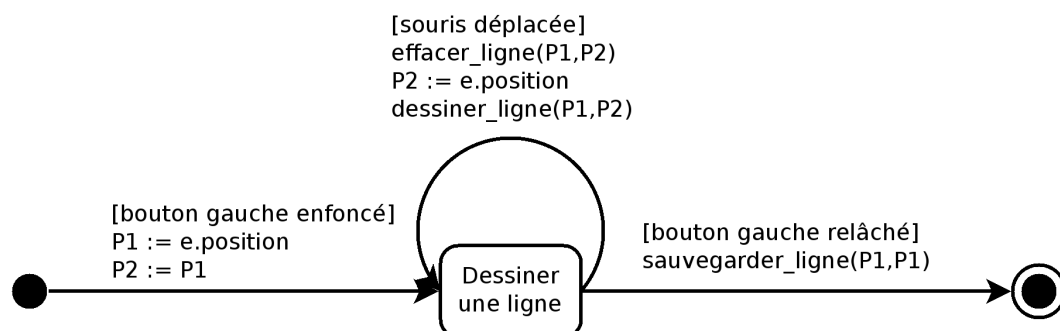 [souris déplacée]
effacer_ligne(P1,P2)
P2 := e.position
dessiner_ligne(P1,P2)
[bouton gauche enfoncé]
P1 := e.position
P2 := P1
Dessiner
une ligne
[bouton gauche relâché]
sauvegarder_ligne(P1,P1)